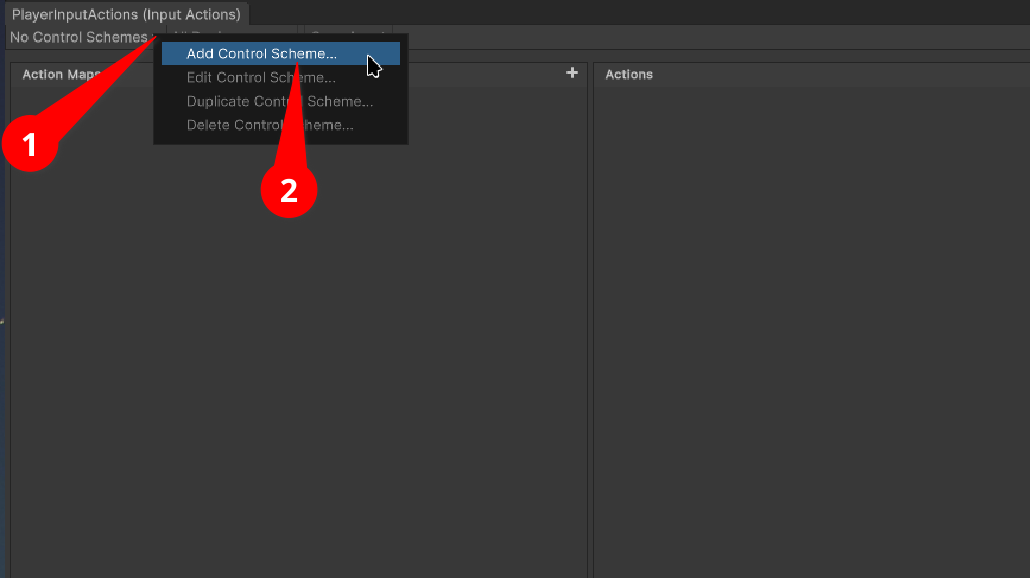 PlayerInputActions (Input Actions)
No Control Schemes
Add Control Scheme...
Action Maps
+
Actions
Edit Control Scheme...
Duplicate Control Scheme...
Delete Control Scheme...
1
2